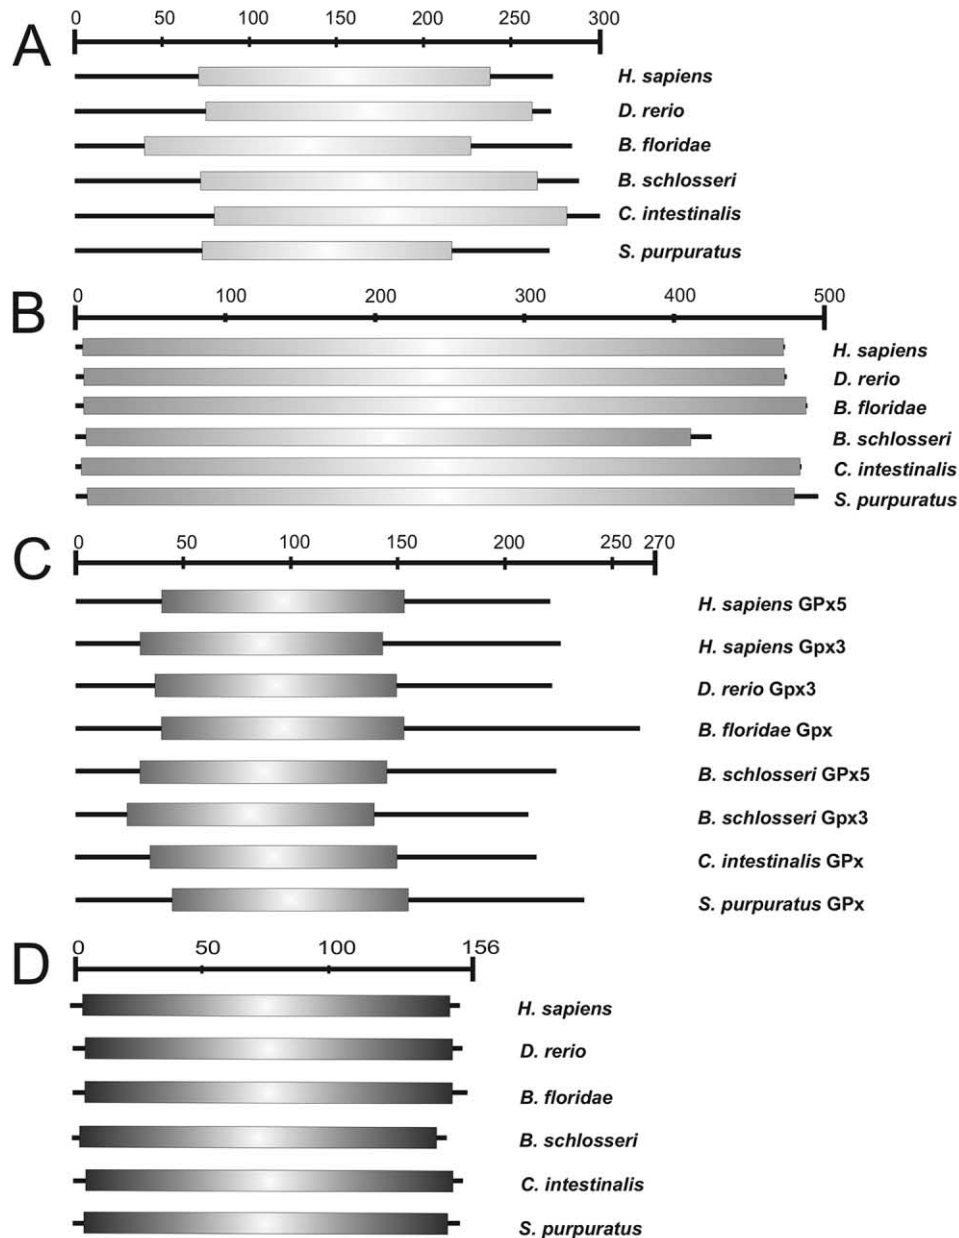 A
0 50 100 150 200 250 300
H. sapiens
D. rerio
B. floridae
B. schlosseri
C. intestinalis
S. purpuratus
B
0 100 200 300 400 500
H. sapiens
D. rerio
B. floridae
B. schlosseri
C. intestinalis
S. purpuratus
C
0 50 100 150 200 250 270
H. sapiens GPx5
H. sapiens Gpx3
D. rerio Gpx3
B. floridae Gpx
B. schlosseri GPx5
B. schlosseri Gpx3
C. intestinalis GPx
S. purpuratus GPx
D
0 50 100 156
H. sapiens
D. rerio
B. floridae
B. schlosseri
C. intestinalis
S. purpuratus